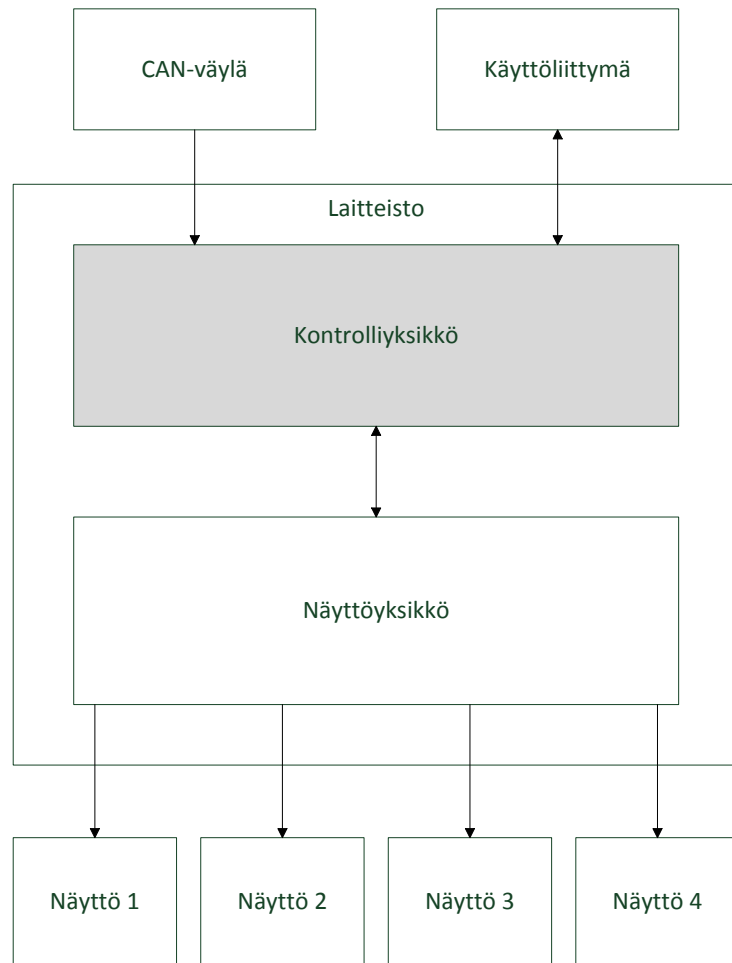 CAN-väylä
Käyttöliittymä
Laitteisto
Kontrolliyksikkö
Näyttöyksikkö
Näyttö 1
Näyttö 2
Näyttö 3
Näyttö 4